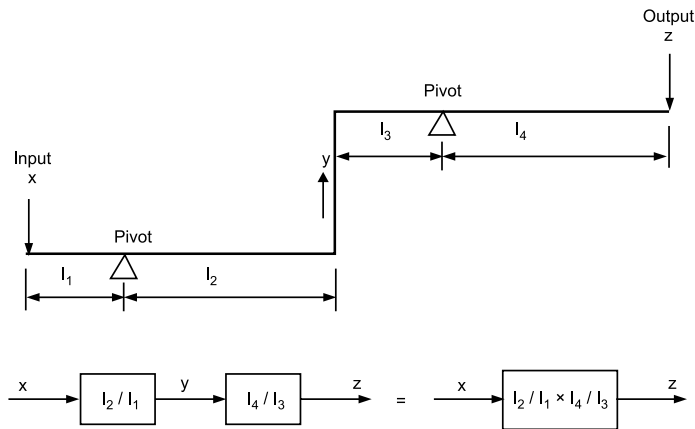 Output
z
Pivot
l₃
l₄
Input
x
y
Pivot
l₁
l₂
x
l₂ / l₁
y
l₄ / l₃
z
=
x
l₂ / l₁ × l₄ / l₃
z